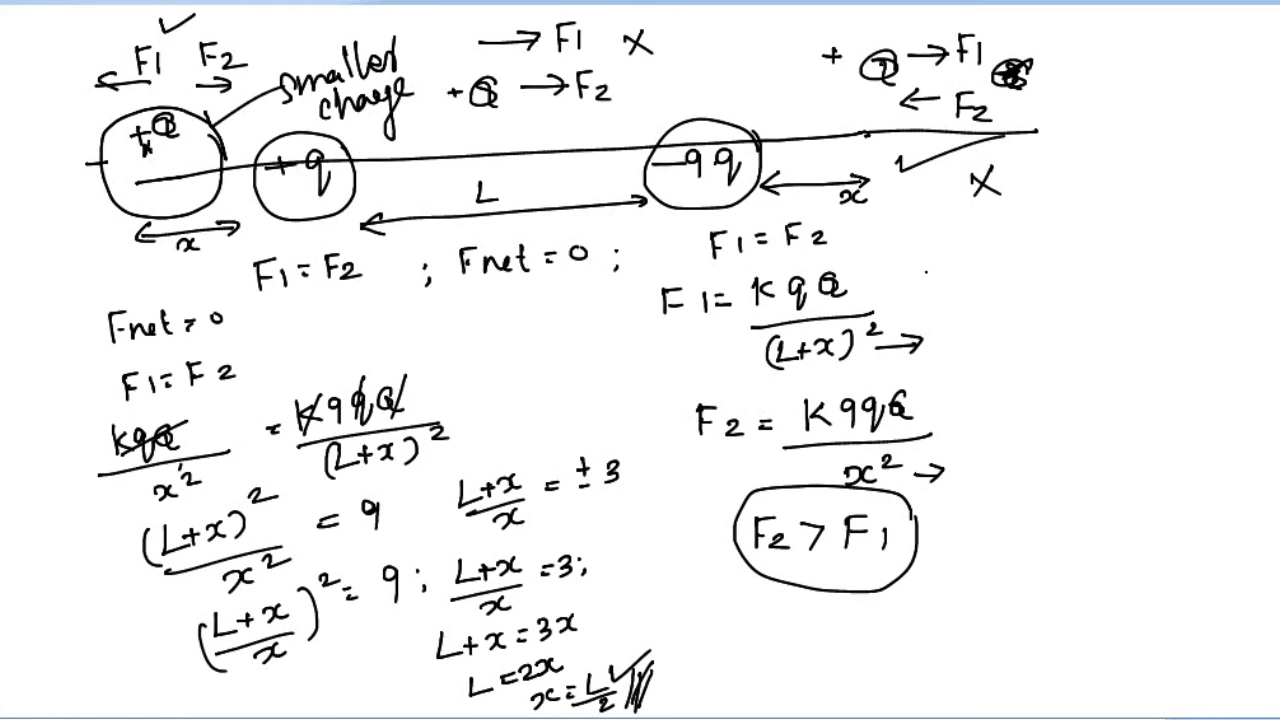 F1 F2
smaller
charge
→ F1 X
+Q → F2
+ Q → F1
← F2
+Q
+q
-9q
L
x
x
X
F1 = F2 ; Fnet = 0 ;
F1 = F2
F1 = KqQ
(L+x)² →
F2 = K9qQ
x² →
F2 > F1
Fnet = 0
F1 = F2
KqQ = K9qQ
x² (L+x)²
(L+x)² = 9
x²
(L+x)² = 9 ;
x
L+x = ±3
x
L+x = 3;
x
L+x = 3x
L = 2x
x = L
2